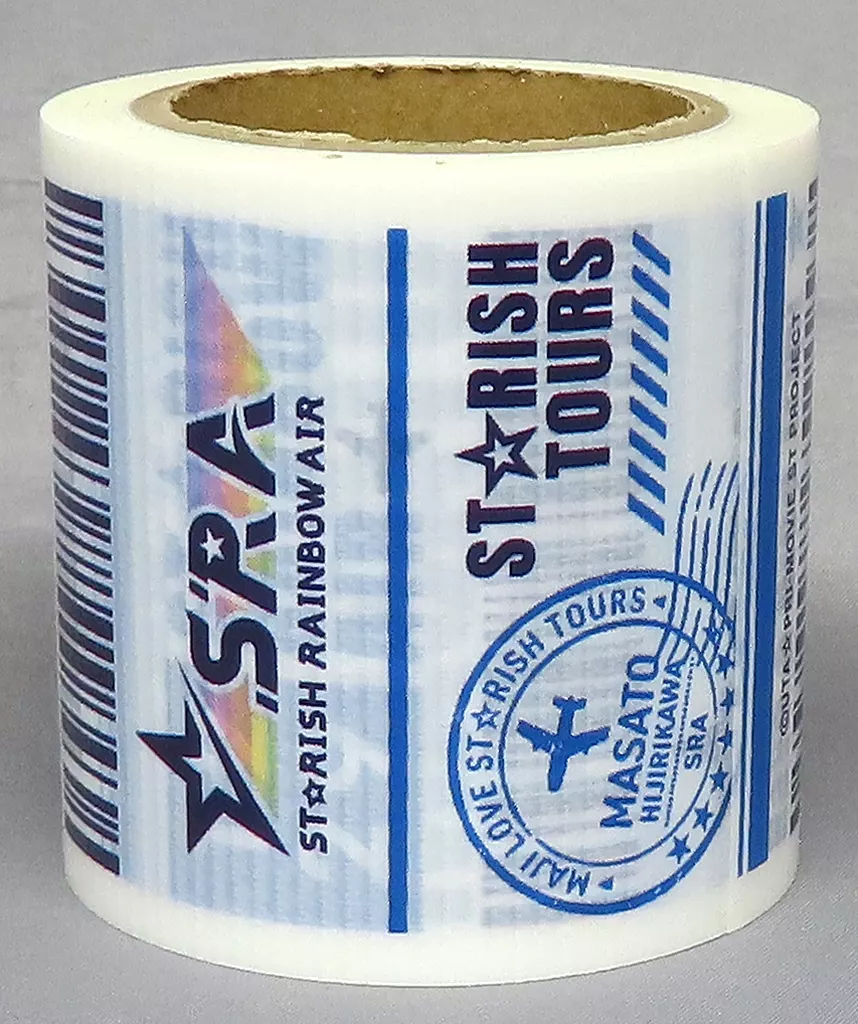 SRA
ST☆RISH RAINBOW AIR
ST☆RISH
TOURS
MAJI LOVE ST☆RISH TOURS
MASATO
HIJIRIKAWA
SRA
©UTA☆PRI-MOVIE ST PROJECT